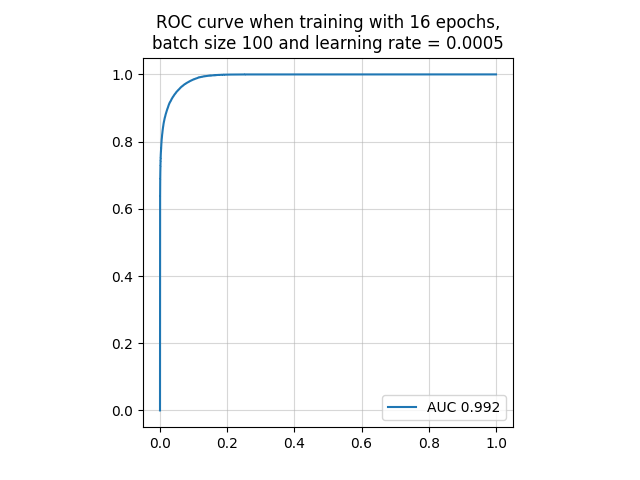 ROC curve when training with 16 epochs,
batch size 100 and learning rate = 0.0005
1.0
0.8
0.6
0.4
0.2
0.0
AUC 0.992
0.0 0.2 0.4 0.6 0.8 1.0